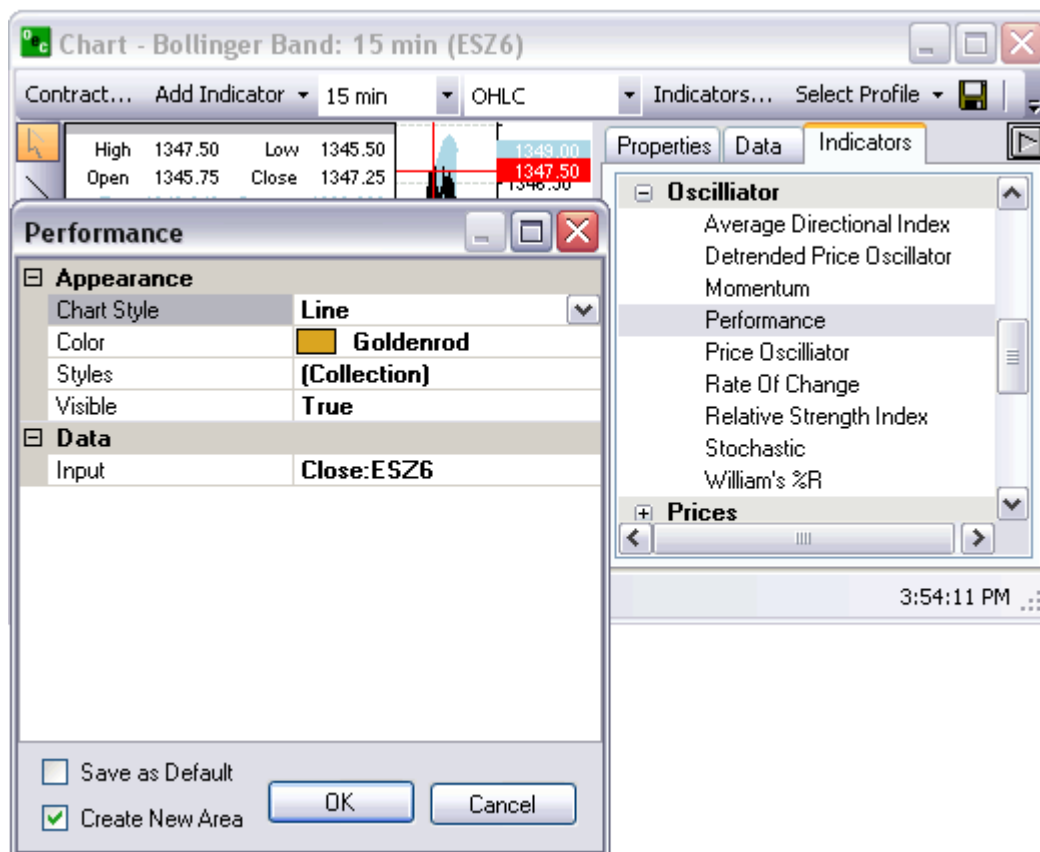 Oec Chart - Bollinger Band: 15 min (ESZ6)
Contract... Add Indicator 15 min OHLC Indicators... Select Profile
High 1347.50 Low 1345.50
Open 1345.75 Close 1347.25
1349.00
1347.50
Properties Data Indicators
Oscilliator
Average Directional Index
Detrended Price Oscillator
Momentum
Performance
Price Oscilliator
Rate Of Change
Relative Strength Index
Stochastic
William's %R
Prices
3:54:11 PM
Performance
Appearance
Chart Style Line
Color Goldenrod
Styles (Collection)
Visible True
Data
Input Close:ESZ6
Save as Default
Create New Area
OK Cancel